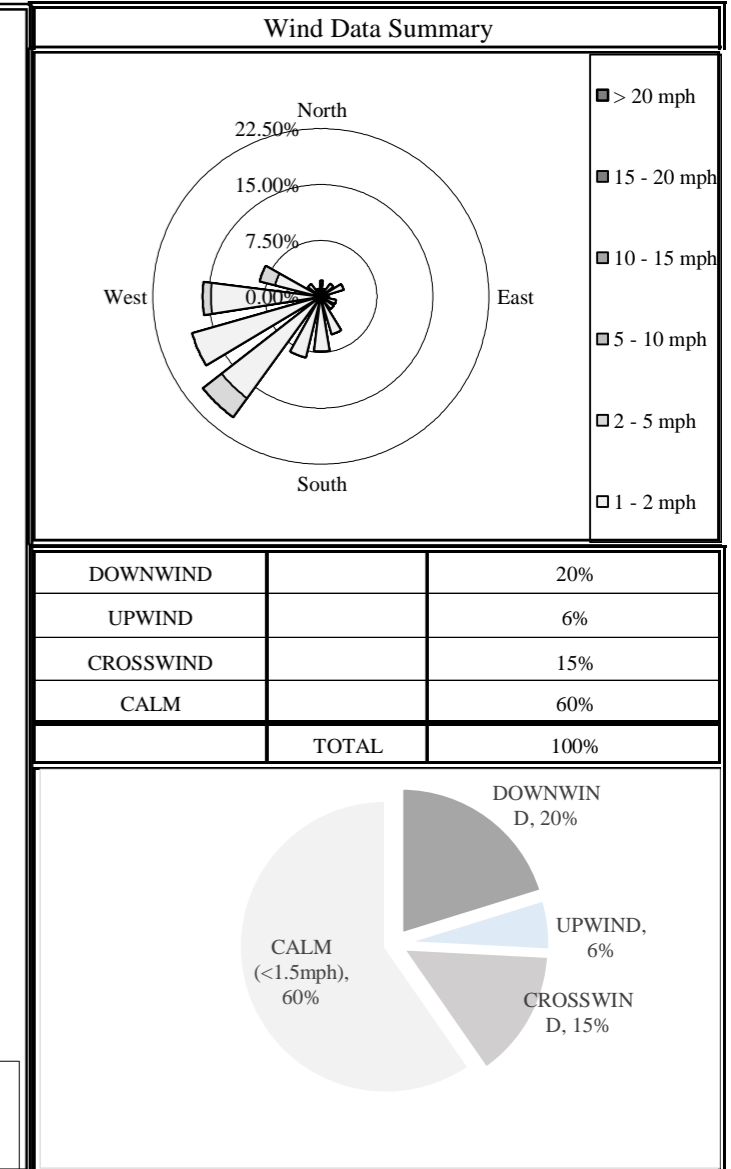 Wind Data Summary
North
22.50%
15.00%
7.50%
0.00%
West
East
South
> 20 mph
15 - 20 mph
10 - 15 mph
5 - 10 mph
2 - 5 mph
1 - 2 mph
DOWNWIND 20%
UPWIND 6%
CROSSWIND 15%
CALM 60%
TOTAL 100%
DOWNWIN
D, 20%
UPWIND,
6%
CROSSWIN
D, 15%
CALM
(<1.5mph),
60%